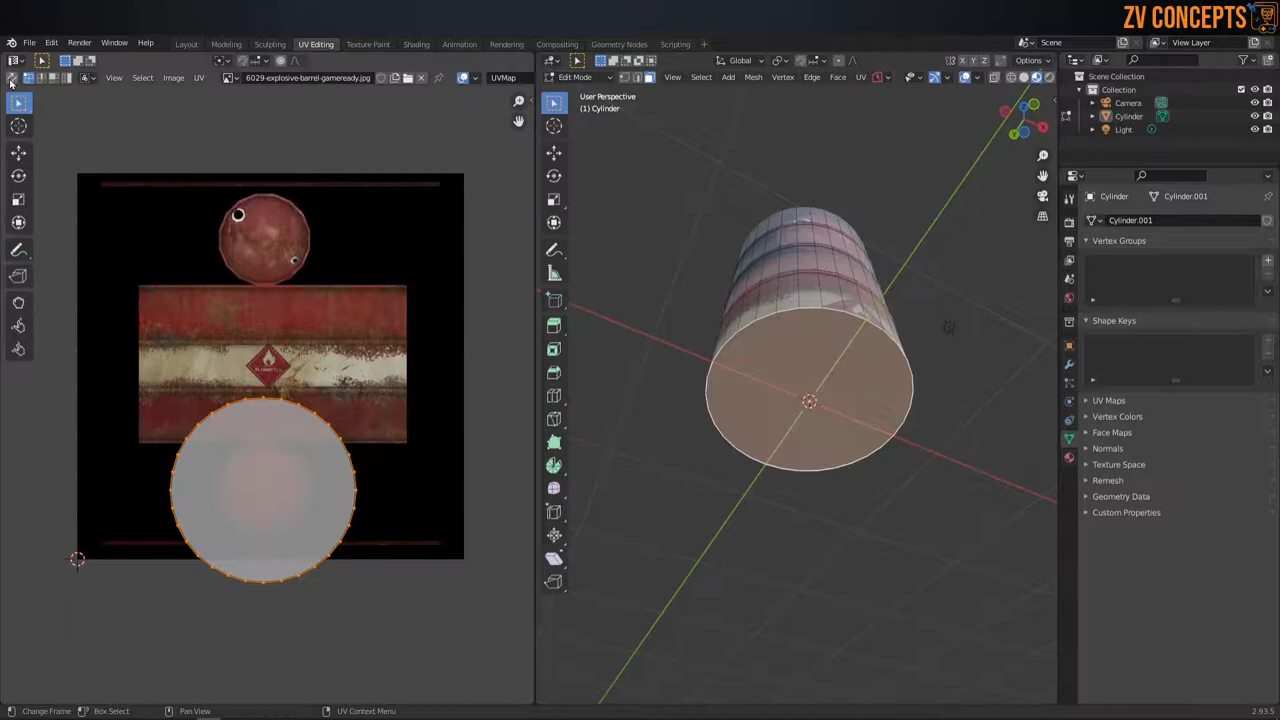 ZV CONCEPTS
File Edit Render Window Help
Layout Modeling Sculpting UV Editing Texture Paint Shading Animation Rendering Compositing Geometry Nodes Scripting
Scene
View Layer
Global
Options
View Select Image UV
6029-explosive-barrel-gameready.jpg
UVMap
Edit Mode
View Select Add Mesh Vertex Edge Face UV
User Perspective
(1) Cylinder
X
Y
Scene Collection
Collection
Camera
Cylinder
Light
Cylinder
Cylinder.001
Cylinder.001
Vertex Groups
Shape Keys
UV Maps
Vertex Colors
Face Maps
Normals
Texture Space
Remesh
Geometry Data
Custom Properties
Change Frame
Box Select
Pan View
UV Context Menu
2.93.5